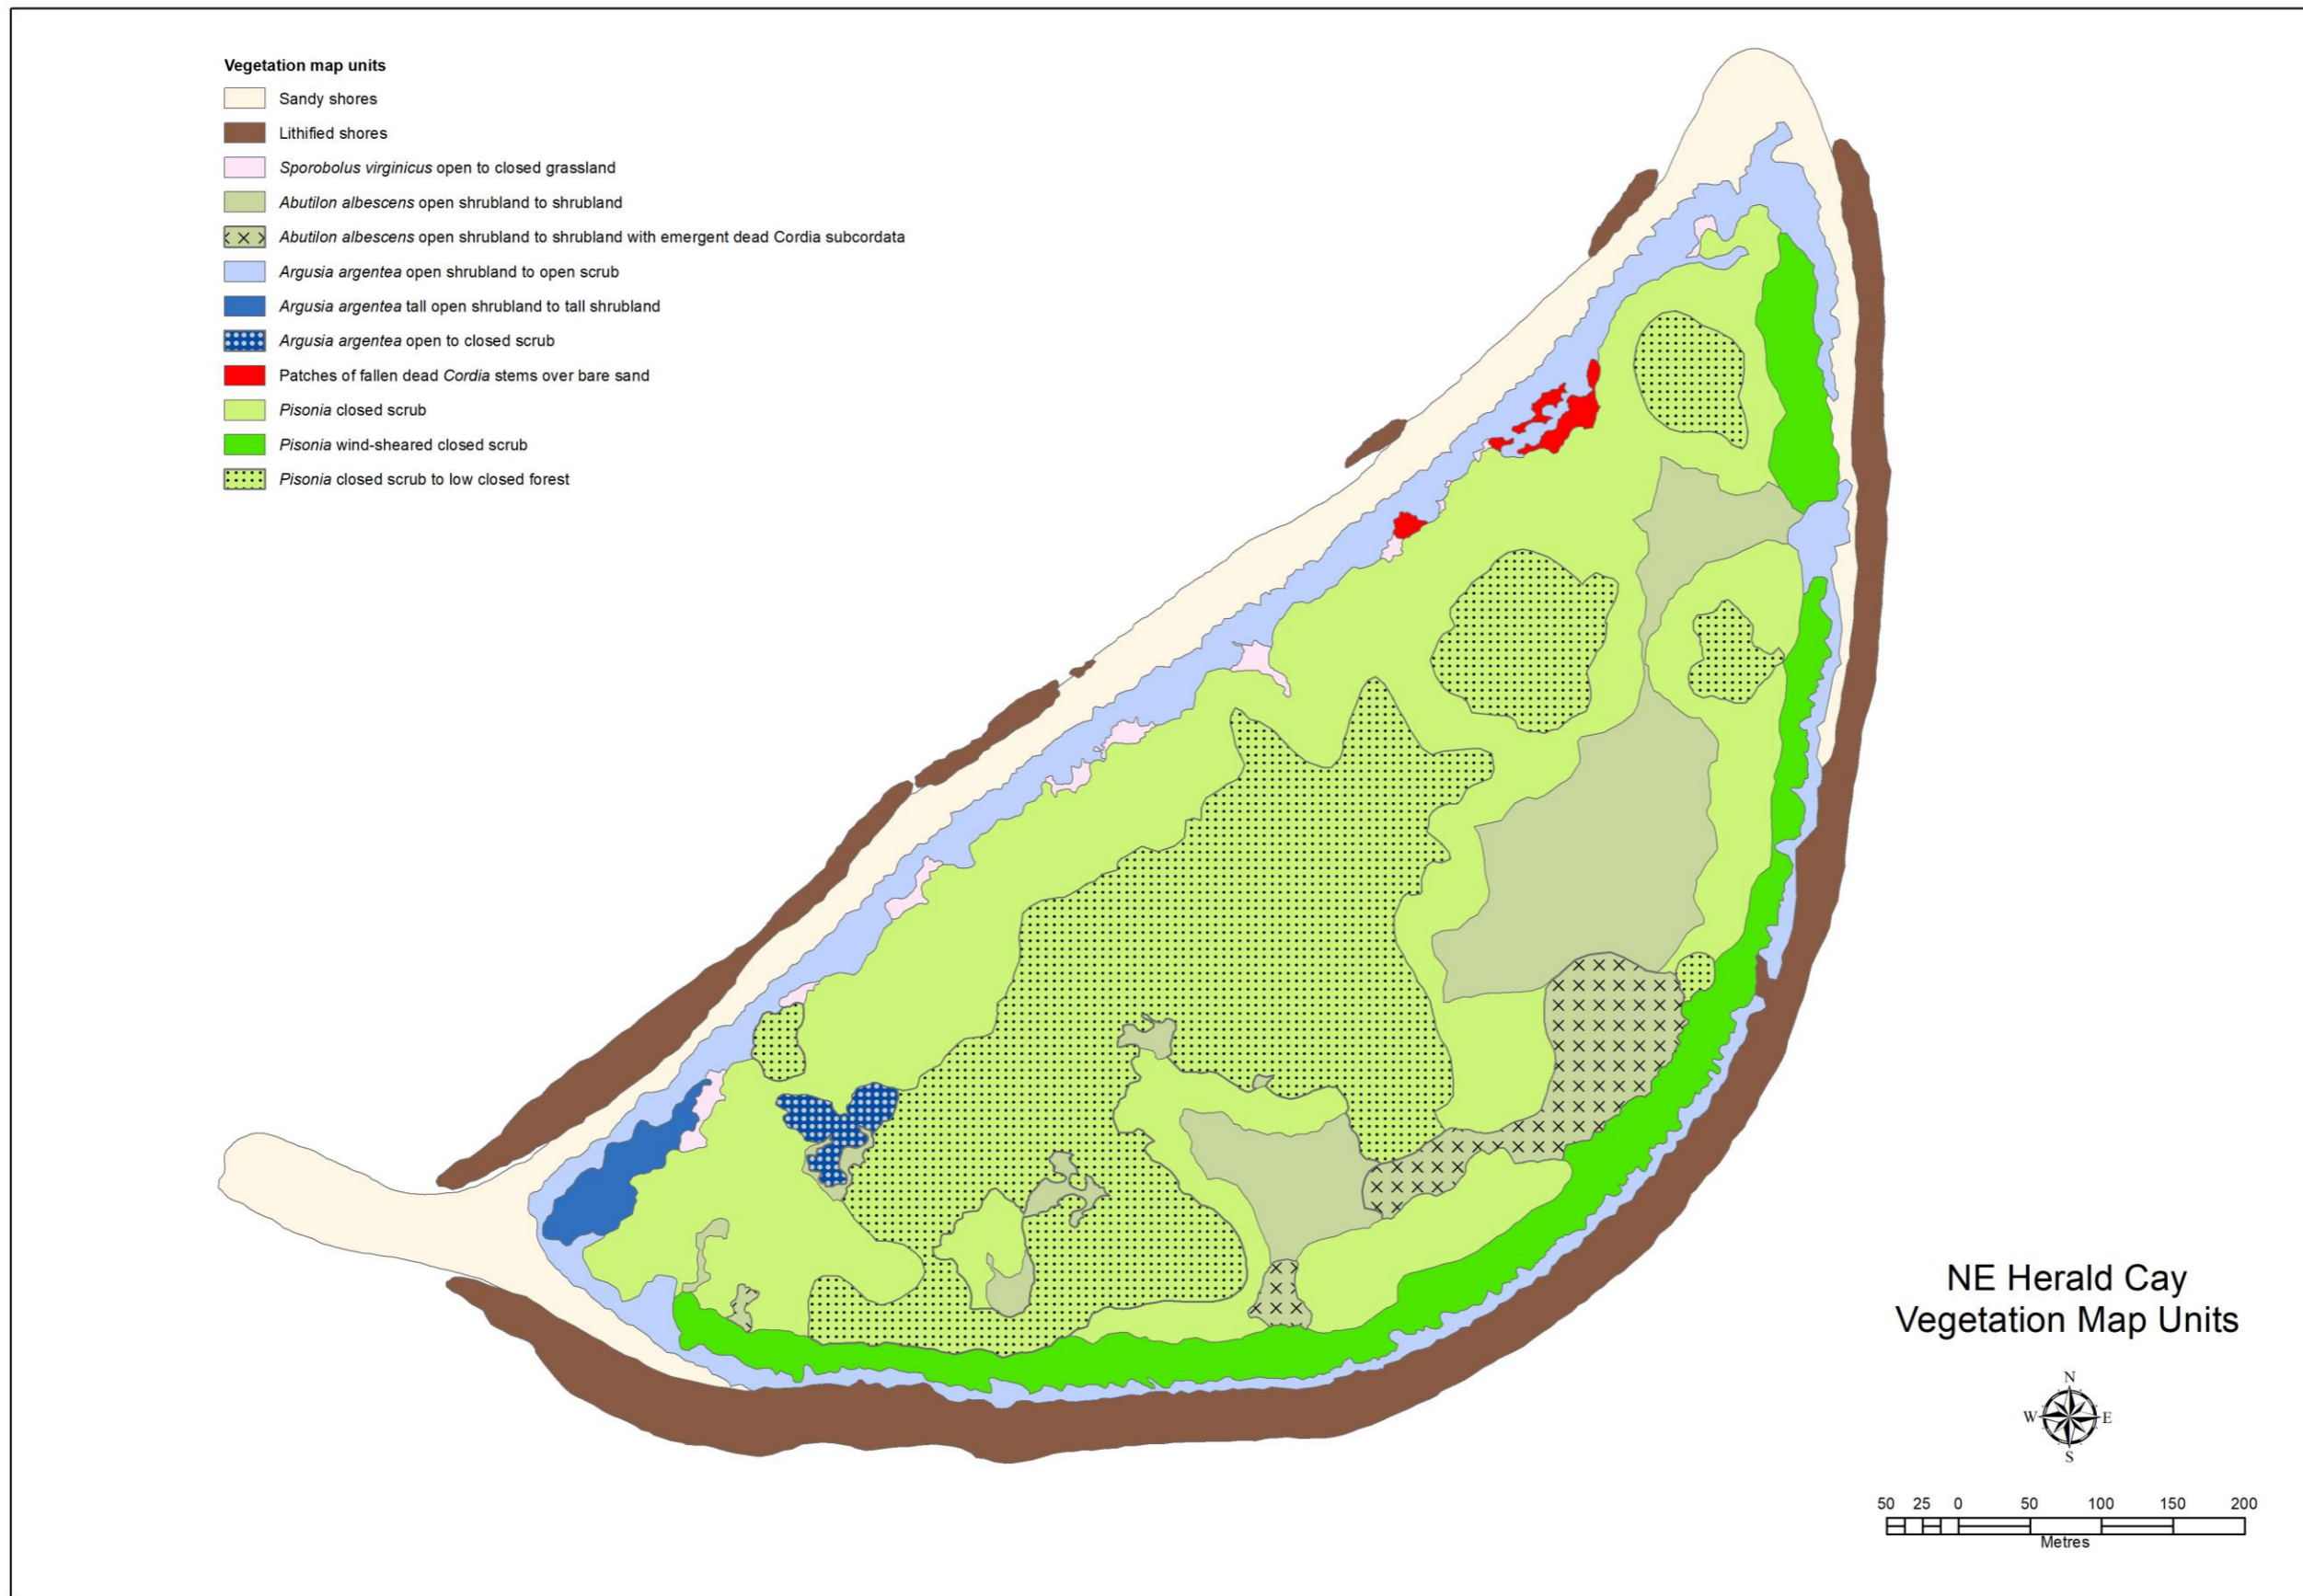 Vegetation map units
Sandy shores
Lithified shores
Sporobolus virginicus open to closed grassland
Abutilon albescens open shrubland to shrubland
Abutilon albescens open shrubland to shrubland with emergent dead Cordia subcordata
Argusia argentea open shrubland to open scrub
Argusia argentea tall open shrubland to tall shrubland
Argusia argentea open to closed scrub
Patches of fallen dead Cordia stems over bare sand
Pisonia closed scrub
Pisonia wind-sheared closed scrub
Pisonia closed scrub to low closed forest
NE Herald Cay
Vegetation Map Units
N
W E
S
50 25 0 50 100 150 200
Metres